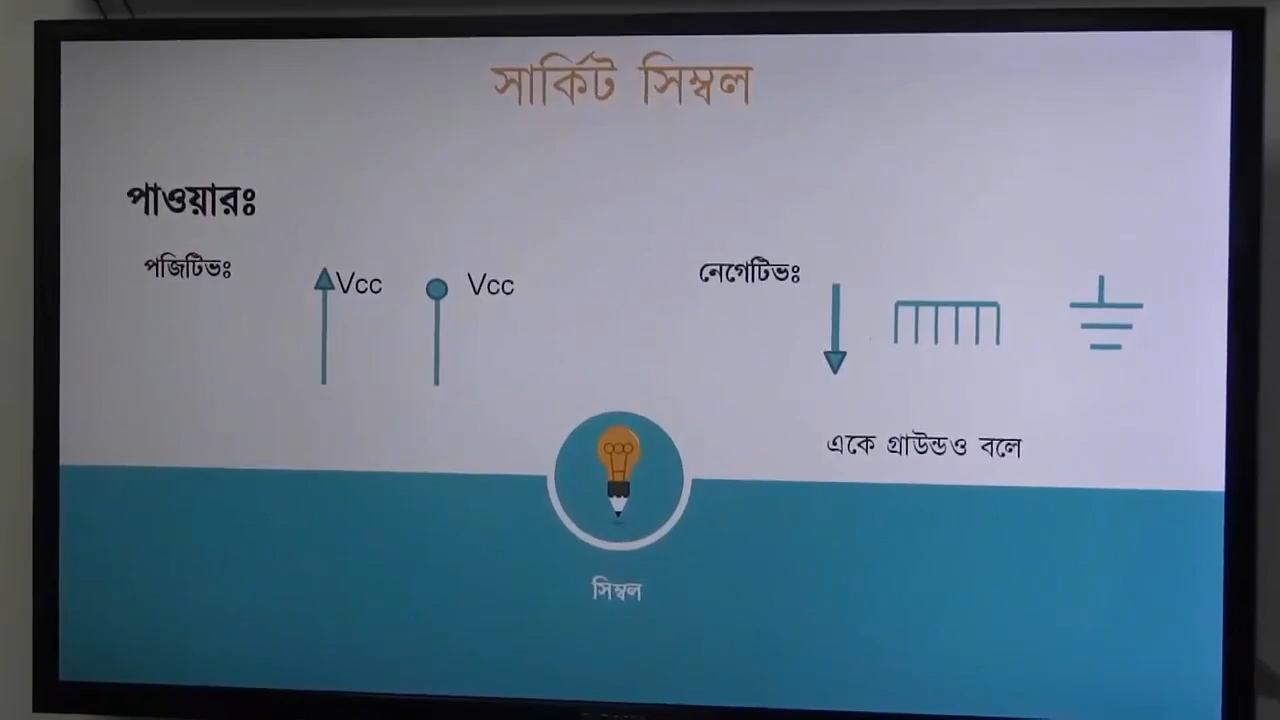 সার্কিট সিম্বল
পাওয়ারঃ
পজিটিভঃ Vcc Vcc
নেগেটিভঃ
একে গ্রাউন্ডও বলে
সিম্বল